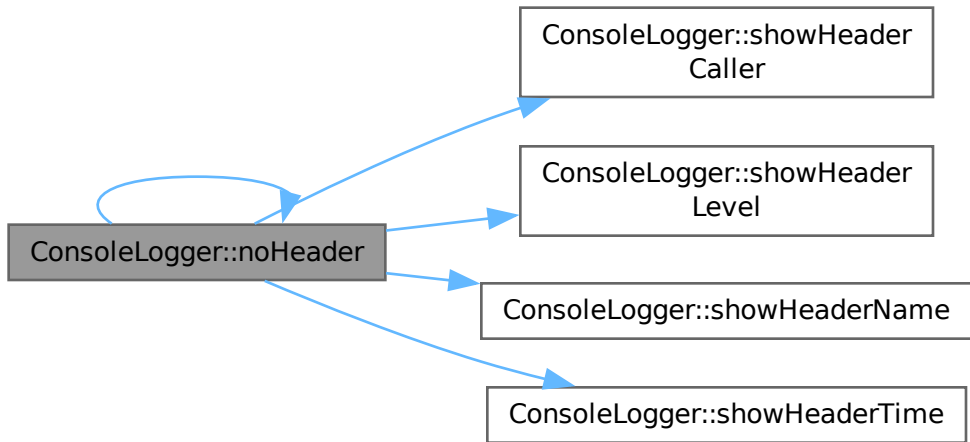 ConsoleLogger::showHeader
Caller
ConsoleLogger::showHeader
Level
ConsoleLogger::noHeader
ConsoleLogger::showHeaderName
ConsoleLogger::showHeaderTime